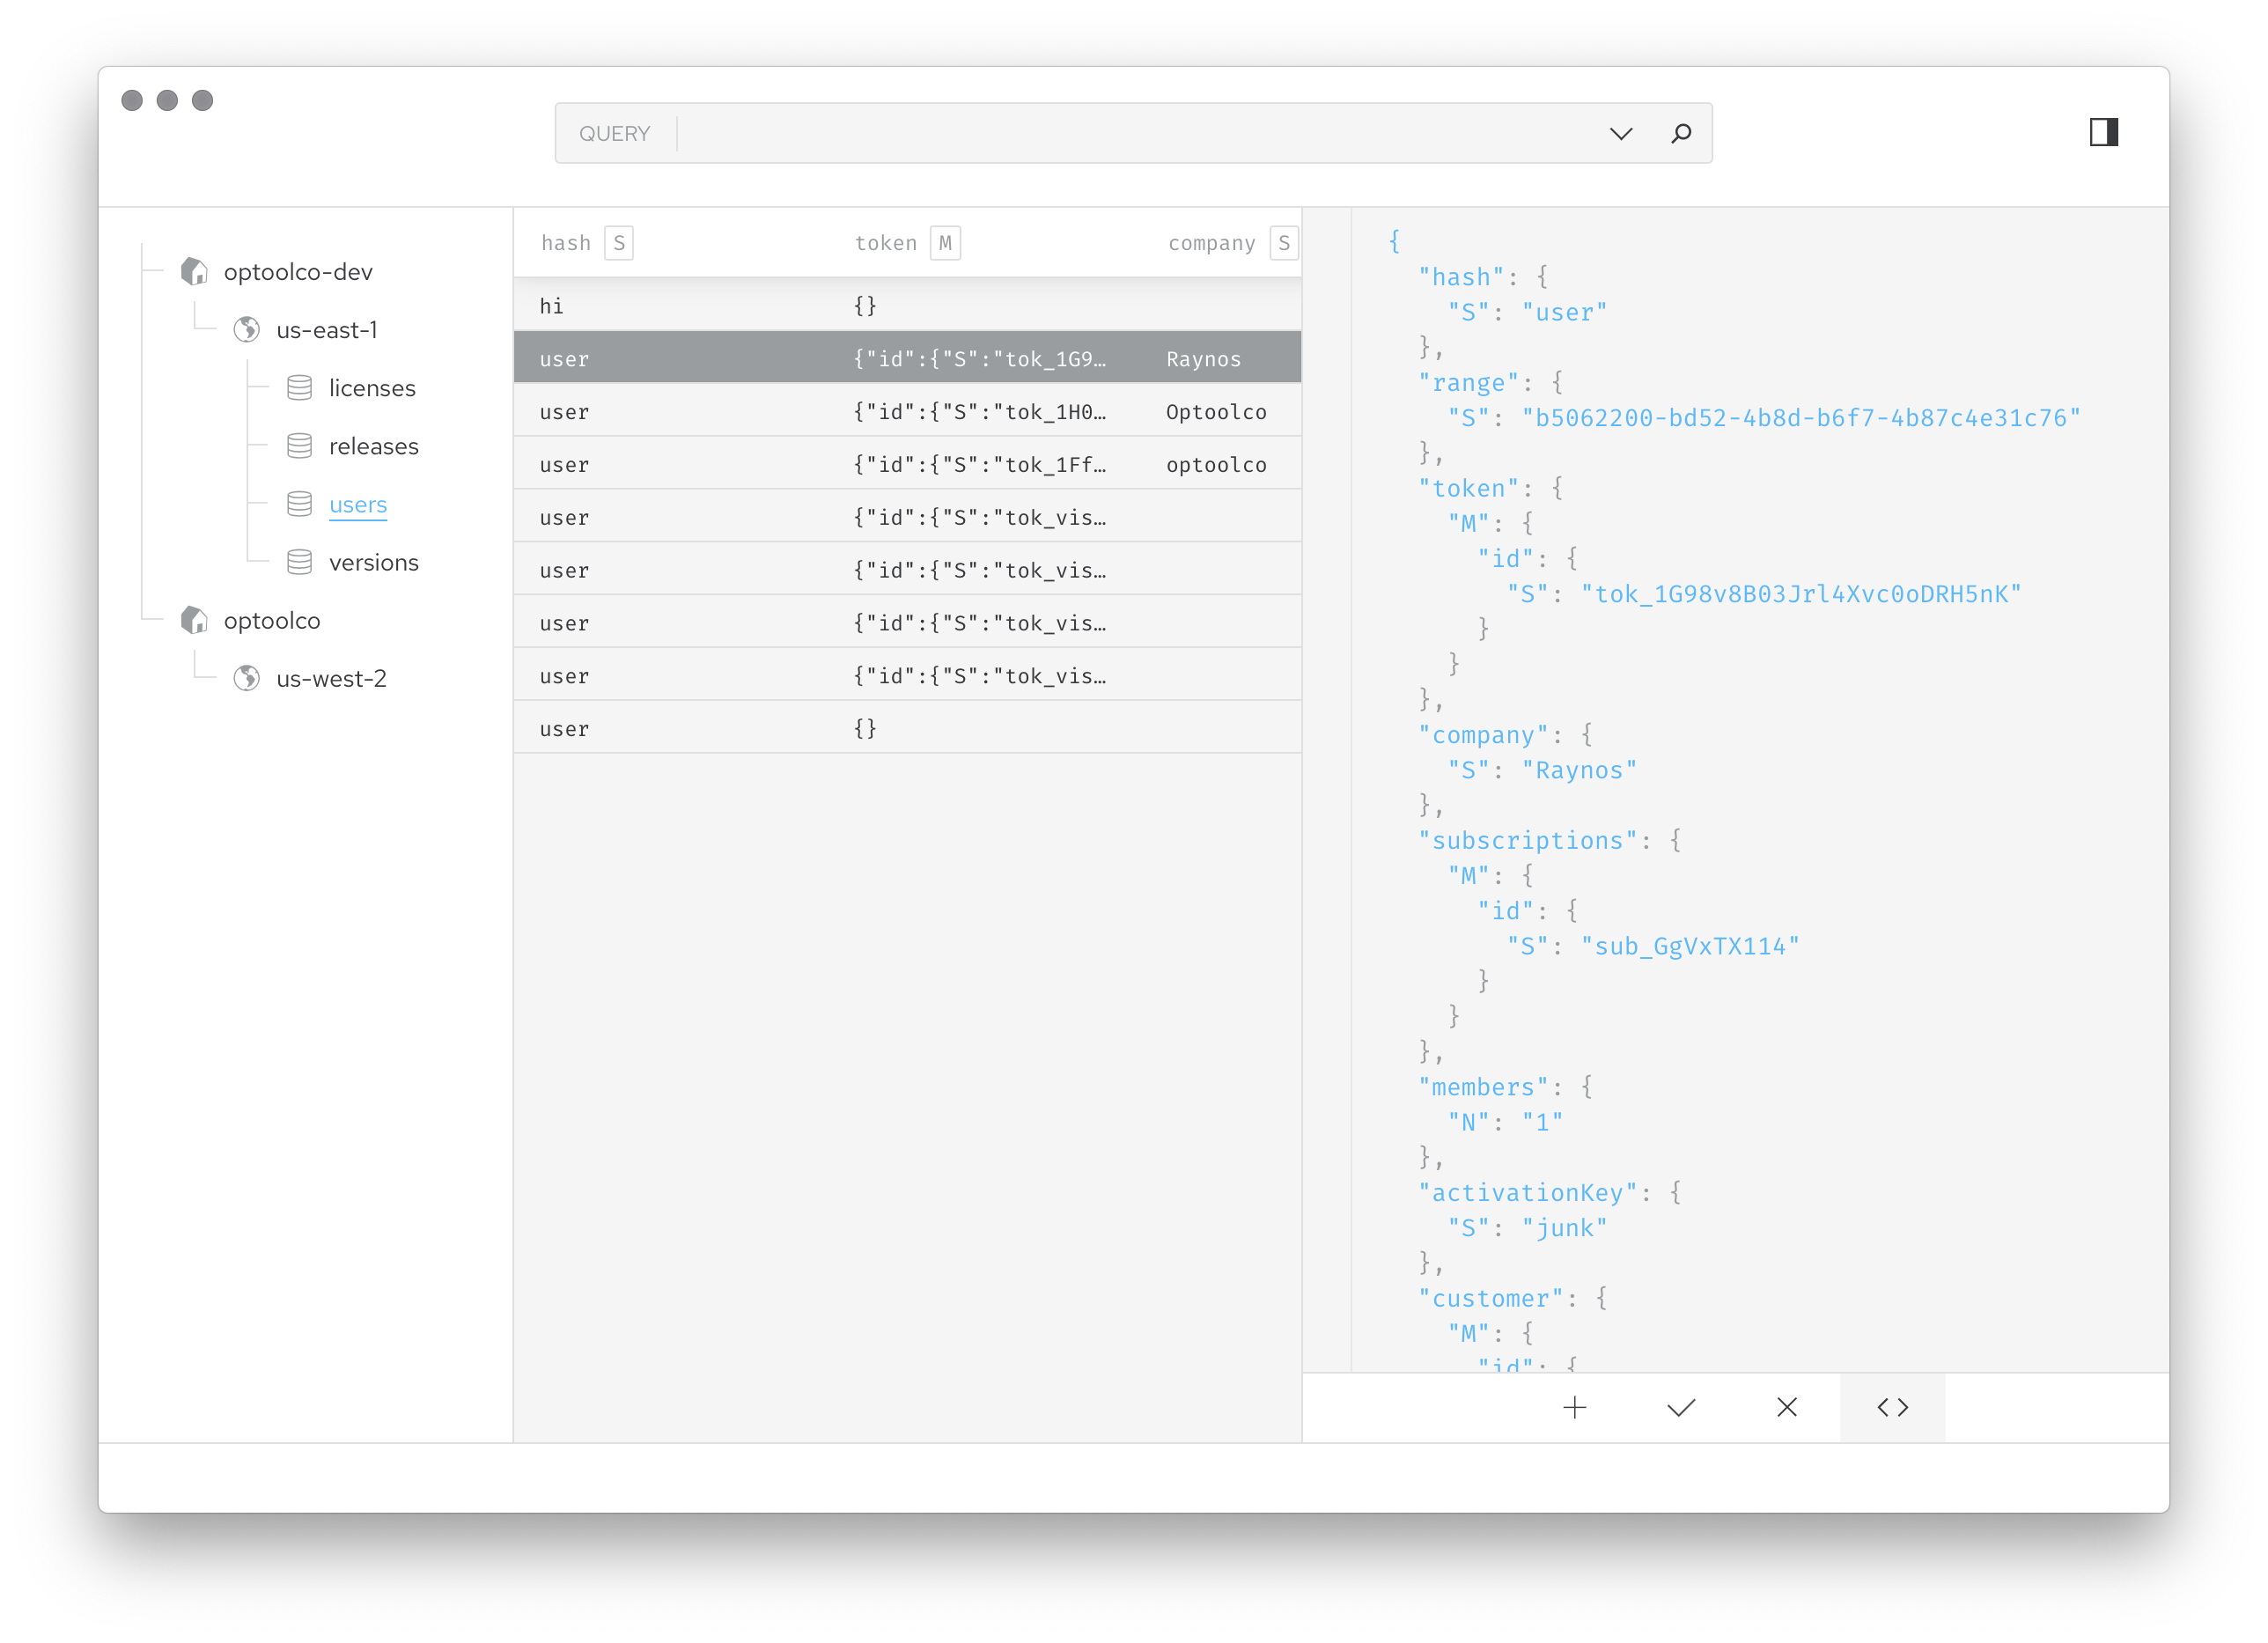 QUERY
optoolco-dev
us-east-1
licenses
releases
users
versions
optoolco
us-west-2
hash S token M company S
hi {}
user {"id":{"S":"tok_1G9… Raynos
user {"id":{"S":"tok_1H0… Optoolco
user {"id":{"S":"tok_1Ff… optoolco
user {"id":{"S":"tok_vis…
user {"id":{"S":"tok_vis…
user {"id":{"S":"tok_vis…
user {"id":{"S":"tok_vis…
user {}
{
"hash": {
"S": "user"
},
"range": {
"S": "b5062200-bd52-4b8d-b6f7-4b87c4e31c76"
},
"token": {
"M": {
"id": {
"S": "tok_1G98v8B03Jrl4Xvc0oDRH5nK"
}
}
},
"company": {
"S": "Raynos"
},
"subscriptions": {
"M": {
"id": {
"S": "sub_GgVxTX114"
}
}
},
"members": {
"N": "1"
},
"activationKey": {
"S": "junk"
},
"customer": {
"M": {
"id": {